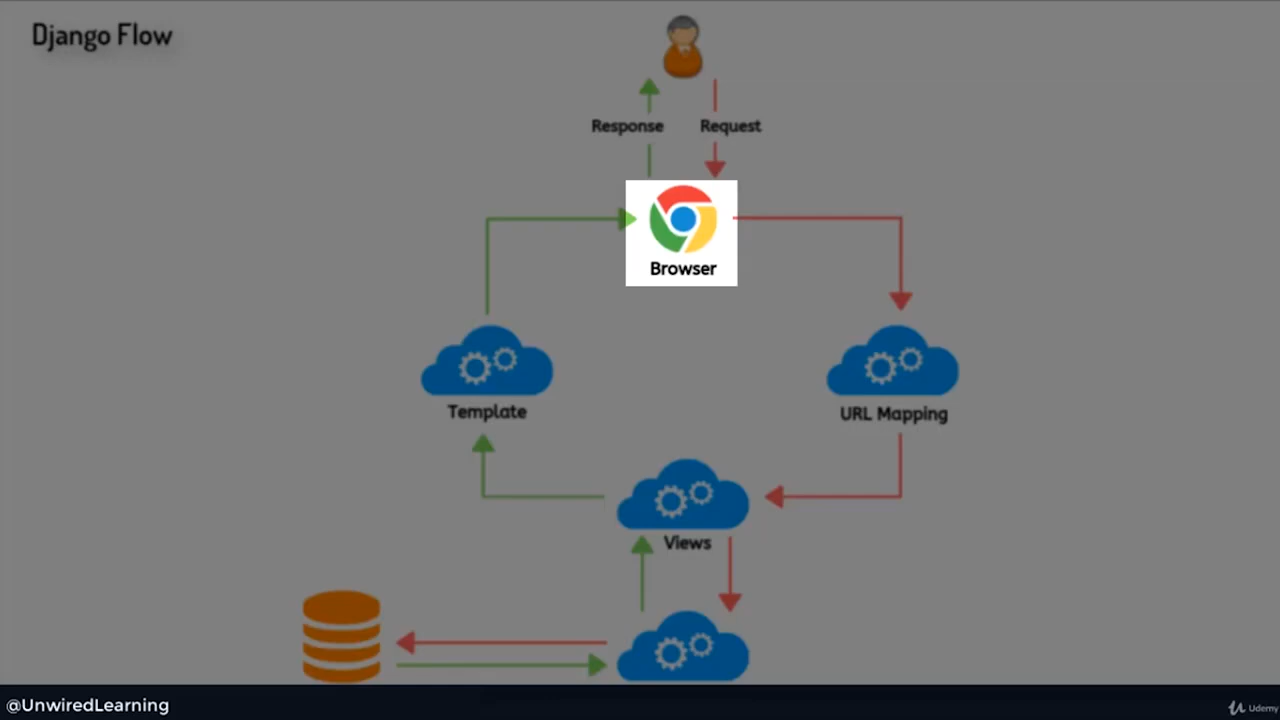 Django Flow
Response
Request
Browser
Template
URL Mapping
Views
@UnwiredLearning
Udemy